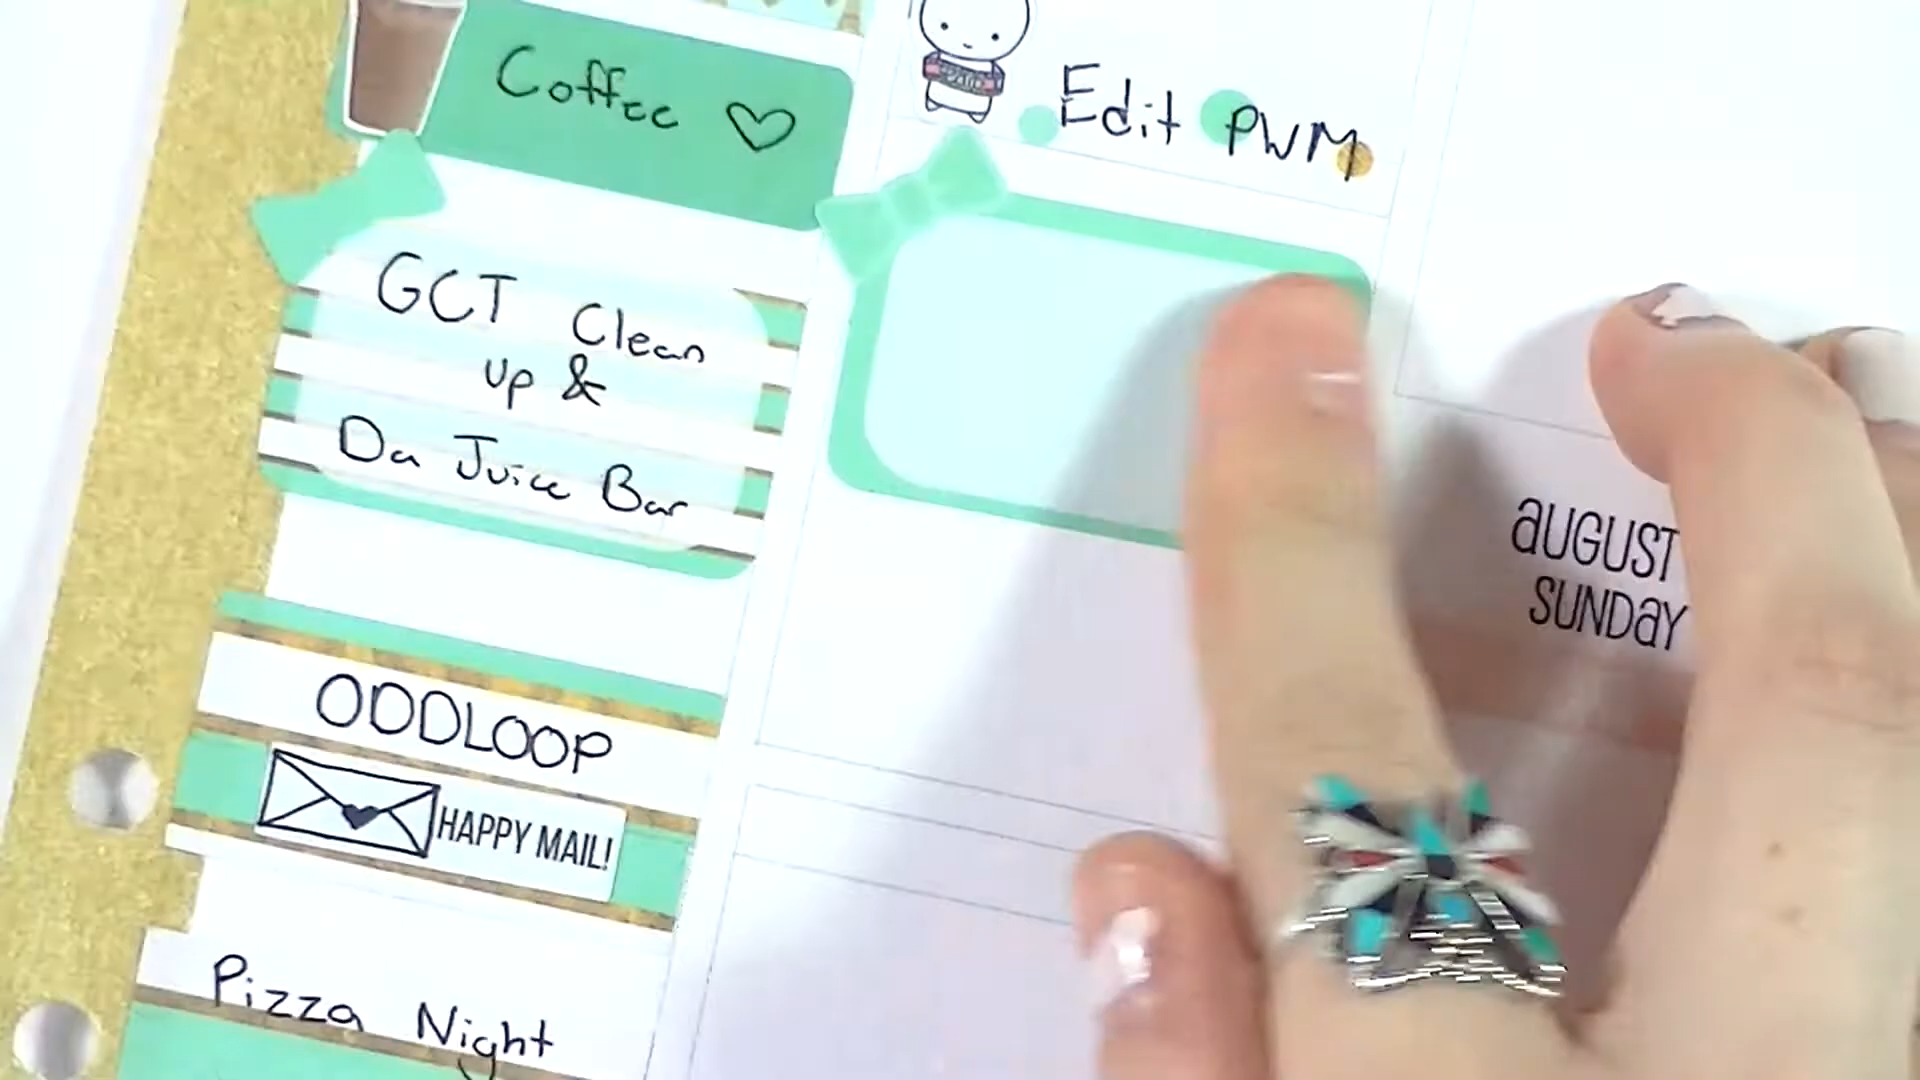 Coffee
GCT Clean
up &
Da Juice Bar
ODDLOOP
HAPPY MAIL!
Pizza Night
Edit PWM
AUGUST
SUNDAY